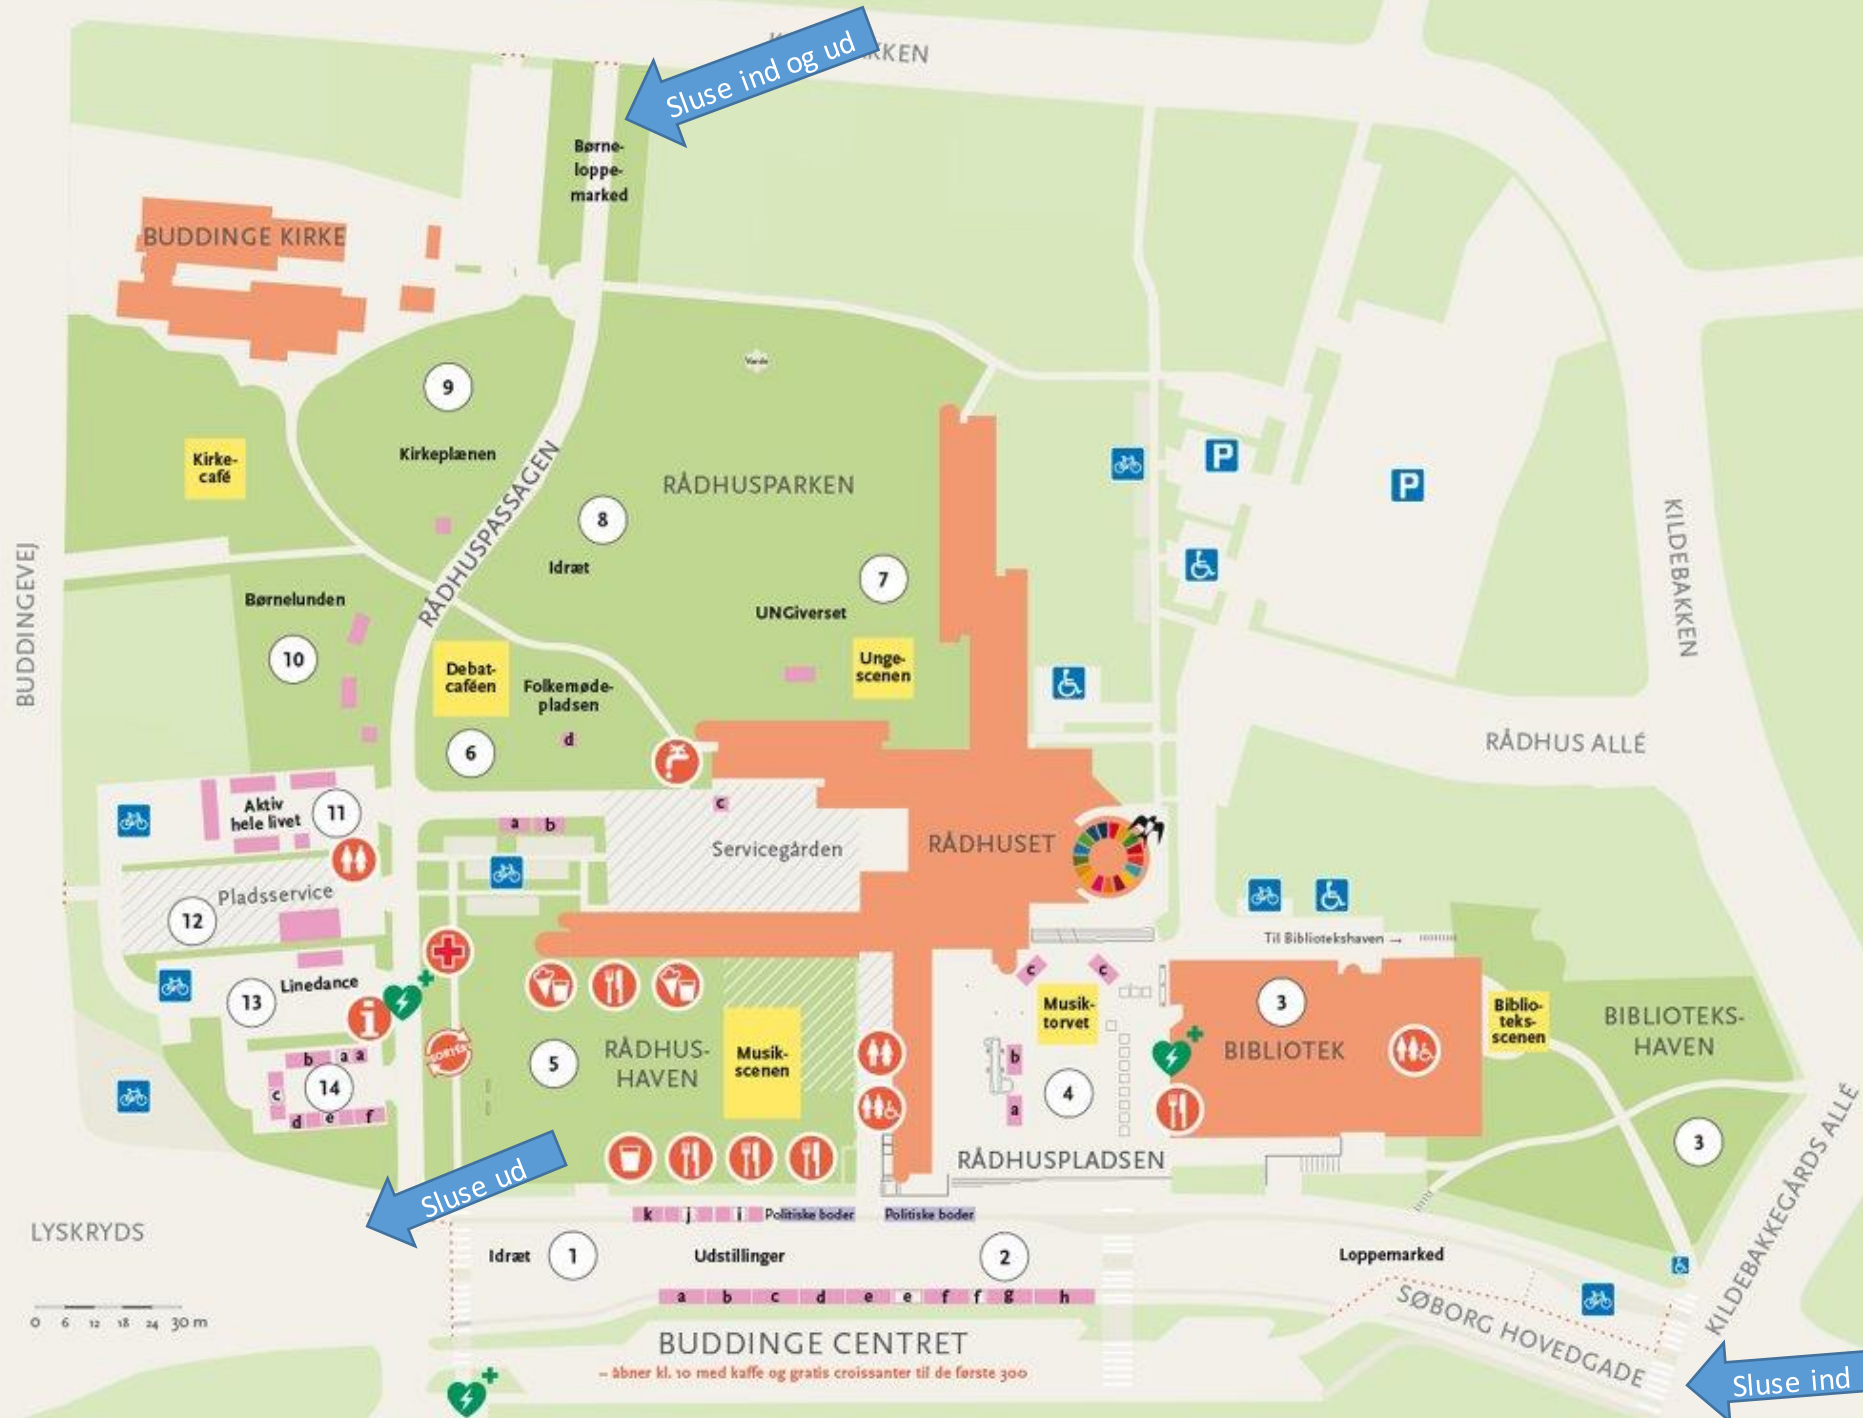 KKEN
Sluse ind og ud
Børne-
loppe-
marked
BUDDINGE KIRKE
9
Kirkeplænen
Kirke-
café
RÅDHUSPARKEN
8
Idræt
7
UNGiverset
Unge-
scenen
P
P
KILDEBAKKEN
BUDDINGEVEJ
RÅDHUSPASSAGEN
Børnelunden
10
Debat-
caféen
Folkemøde-
pladsen
d
6
RÅDHUS ALLÉ
Aktiv
hele livet
11
a b
c
Servicegården
RÅDHUSET
Pladsservice
12
Til Bibliotekshaven →
Linedance
13
i
c c
Musik-
torvet
3
BIBLIOTEK
Biblio-
teks-
scenen
BIBLIOTEKS-
HAVEN
5
RÅDHUS-
HAVEN
Musik-
scenen
b
4
a
b a a
c
14
d e f
3
RÅDHUSPLADSEN
Sluse ud
k j i Politiske boder
Politiske boder
LYSKRYDS
Idræt 1
Udstillinger
2
Loppemarked
a b c d e e f f g h
0 6 12 18 24 30 m
BUDDINGE CENTRET
– åbner kl. 10 med kaffe og gratis croissanter til de første 300
SØBORG HOVEDGADE
KILDEBAKKEGÅRDS ALLÉ
Sluse ind